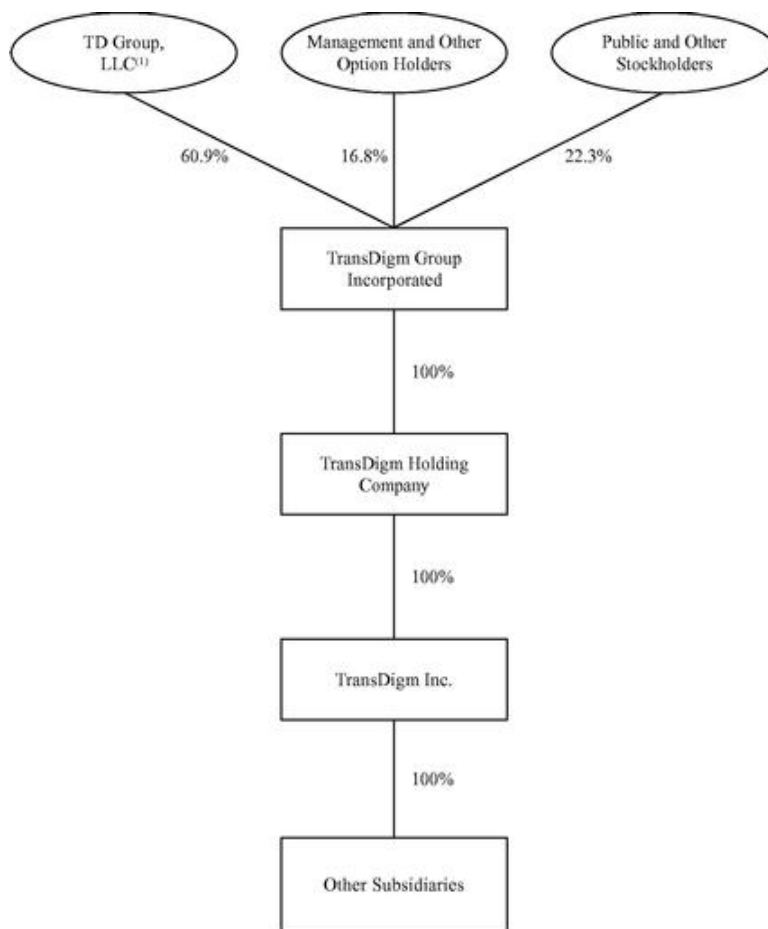 TD Group,
LLC(1)
Management and Other
Option Holders
Public and Other
Stockholders
60.9%
16.8%
22.3%
TransDigm Group
Incorporated
100%
TransDigm Holding
Company
100%
TransDigm Inc.
100%
Other Subsidiaries